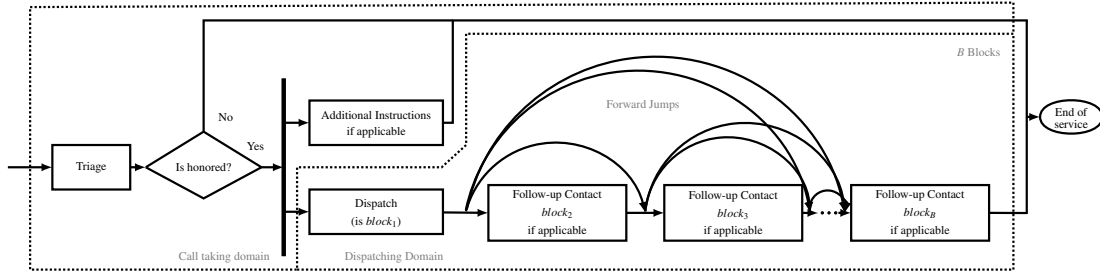 B Blocks
No
Forward Jumps
Additional Instructions
if applicable
End of
service
Yes
Triage
Is honored?
Dispatch
(is block1)
Follow-up Contact
block2
if applicable
Follow-up Contact
block3
if applicable
Follow-up Contact
blockB
if applicable
Call taking domain
Dispatching Domain